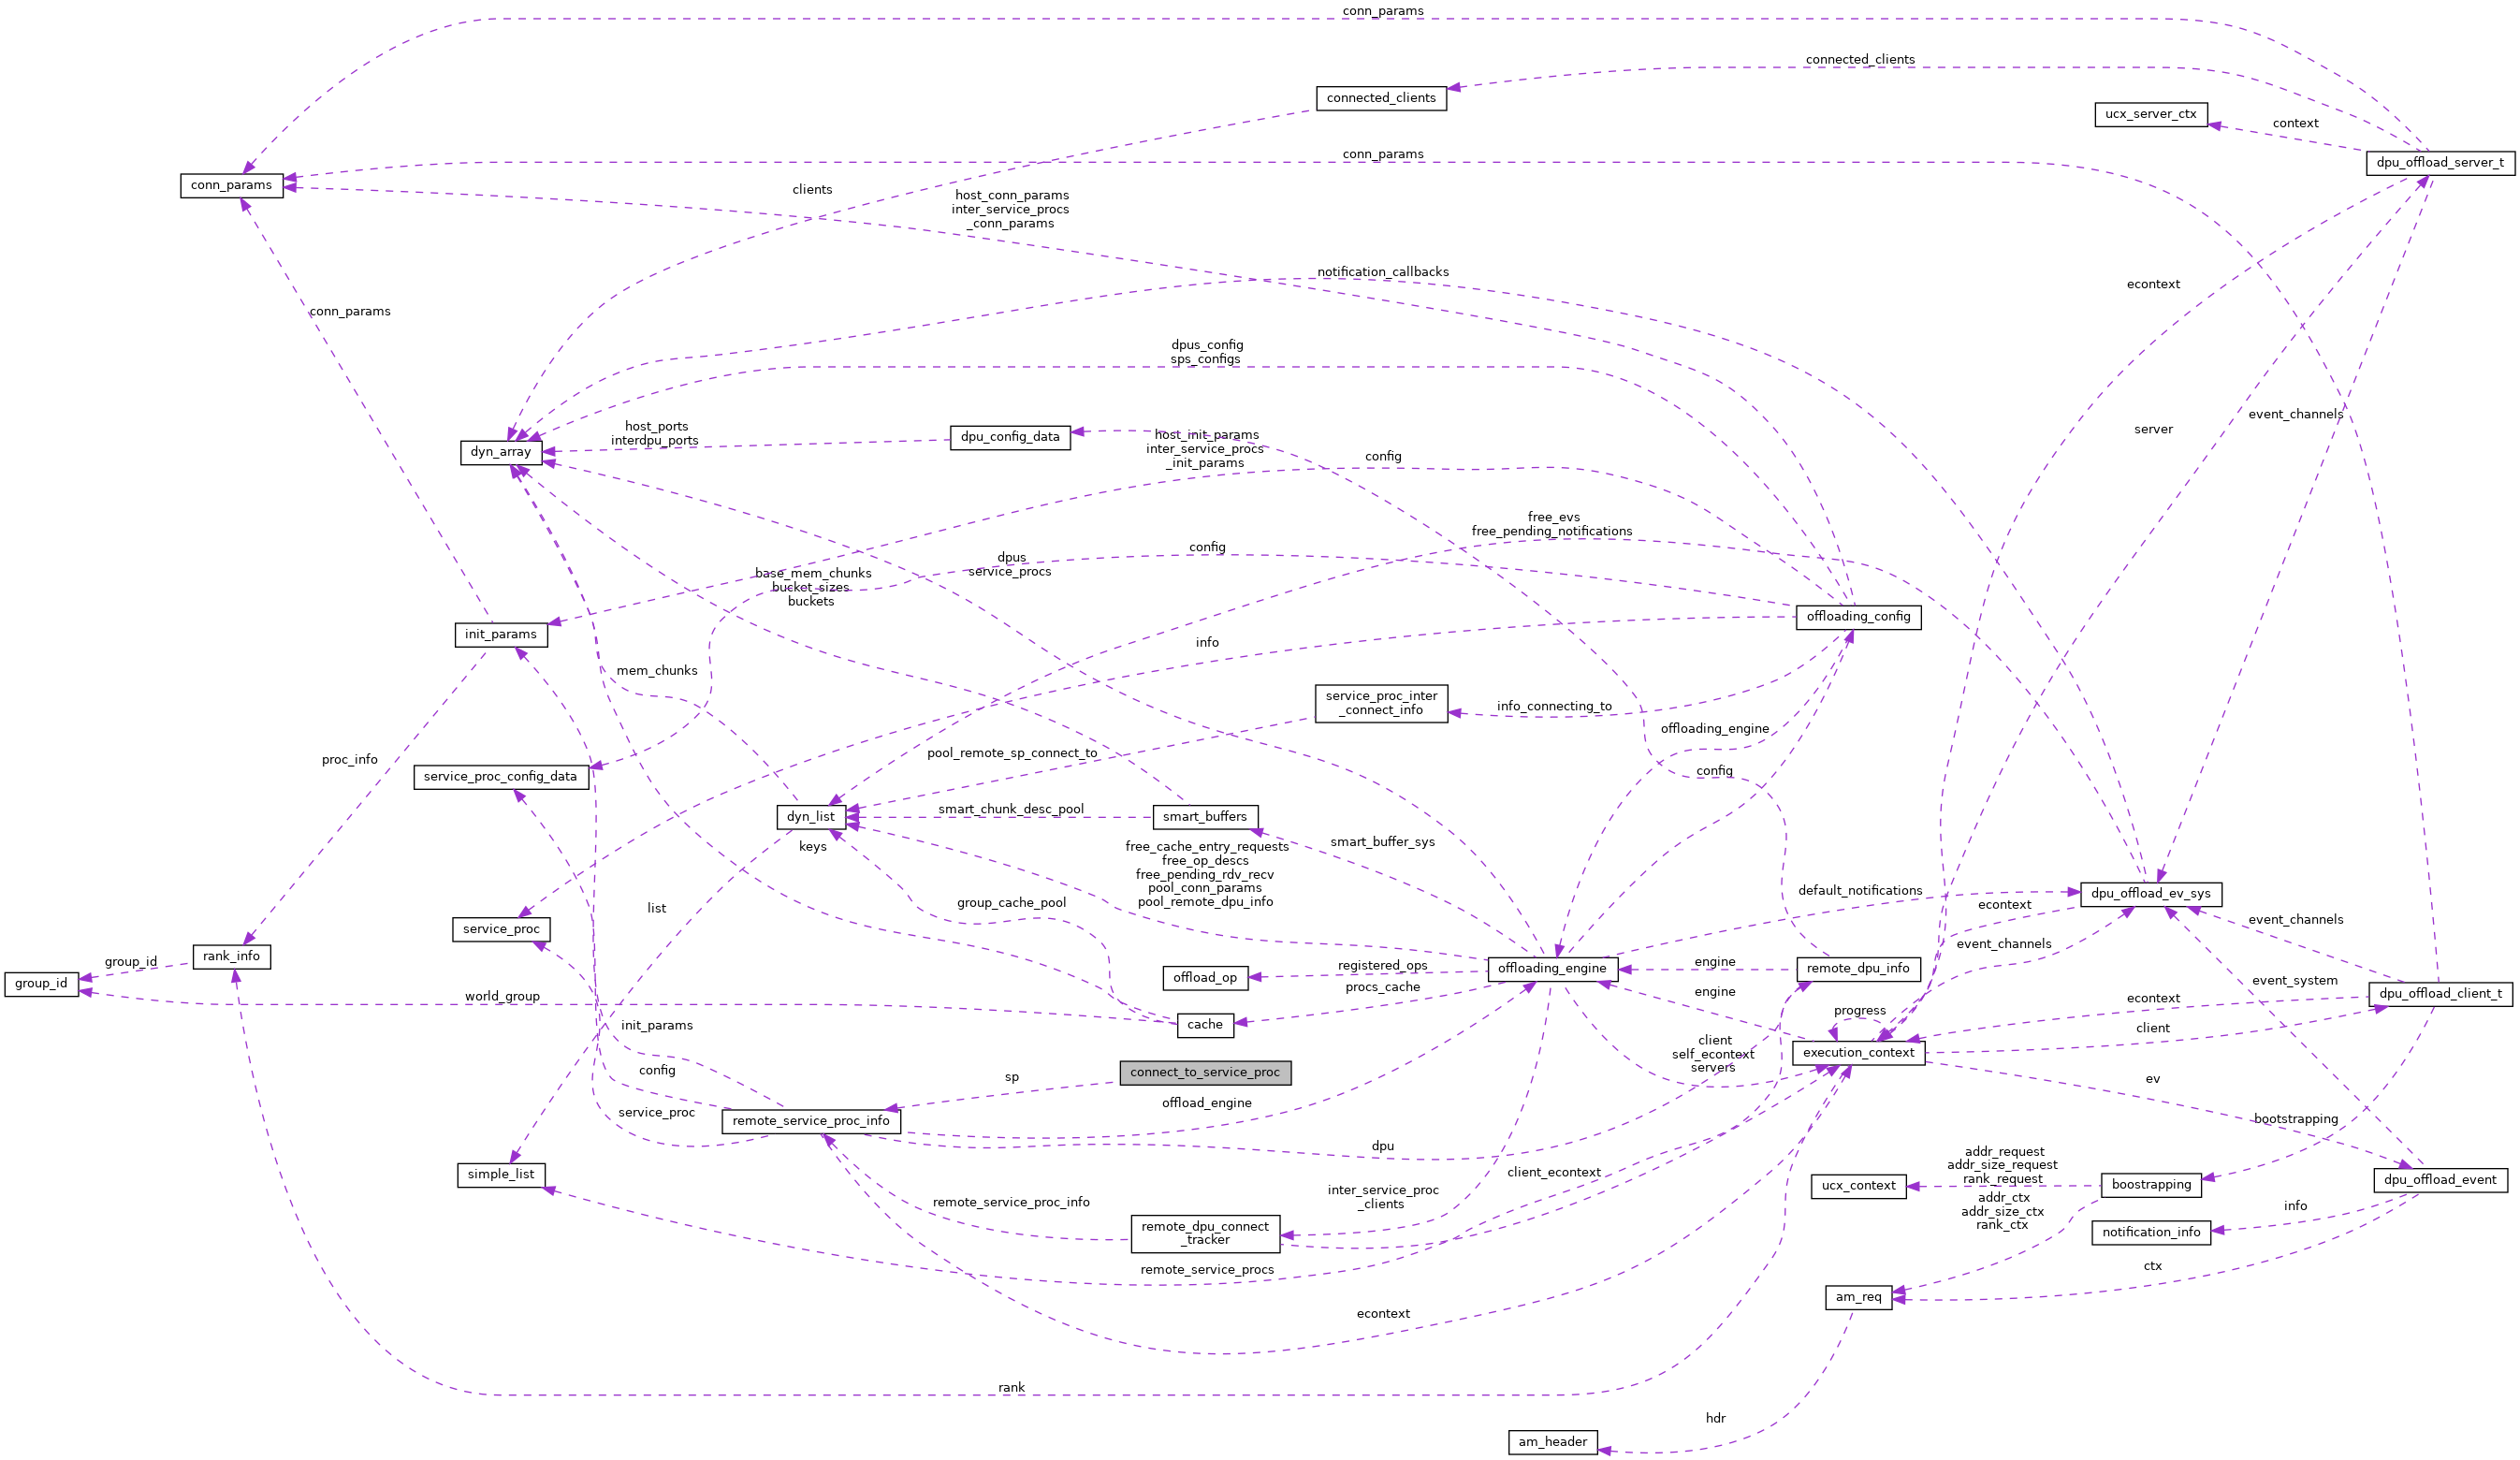 conn_params
connected_clients
connected_clients
ucx_server_ctx
context
conn_params
dpu_offload_server_t
conn_params
clients
host_conn_params
inter_service_procs
_conn_params
notification_callbacks
econtext
conn_params
dpus_config
sps_configs
event_channels
server
host_ports
interdpu_ports
dpu_config_data
dyn_array
host_init_params
inter_service_procs
_init_params
config
free_evs
free_pending_notifications
config
dpus
service_procs
base_mem_chunks
bucket_sizes
buckets
offloading_config
init_params
info
mem_chunks
service_proc_inter
_connect_info
info_connecting_to
offloading_engine
pool_remote_sp_connect_to
proc_info
service_proc_config_data
config
smart_chunk_desc_pool
dyn_list
smart_buffers
keys
smart_buffer_sys
free_cache_entry_requests
free_op_descs
free_pending_rdv_recv
pool_conn_params
pool_remote_dpu_info
default_notifications
dpu_offload_ev_sys
list
group_cache_pool
econtext
event_channels
service_proc
event_channels
rank_info
group_id
registered_ops
offloading_engine
engine
remote_dpu_info
group_id
offload_op
procs_cache
event_system
world_group
engine
dpu_offload_client_t
econtext
progress
init_params
cache
client
client
self_econtext
servers
execution_context
config
connect_to_service_proc
sp
ev
offload_engine
service_proc
remote_service_proc_info
bootstrapping
dpu
addr_request
addr_size_request
rank_request
simple_list
client_econtext
ucx_context
boostrapping
dpu_offload_event
inter_service_proc
_clients
remote_service_proc_info
addr_ctx
addr_size_ctx
rank_ctx
info
remote_dpu_connect
_tracker
notification_info
remote_service_procs
ctx
am_req
econtext
rank
hdr
am_header